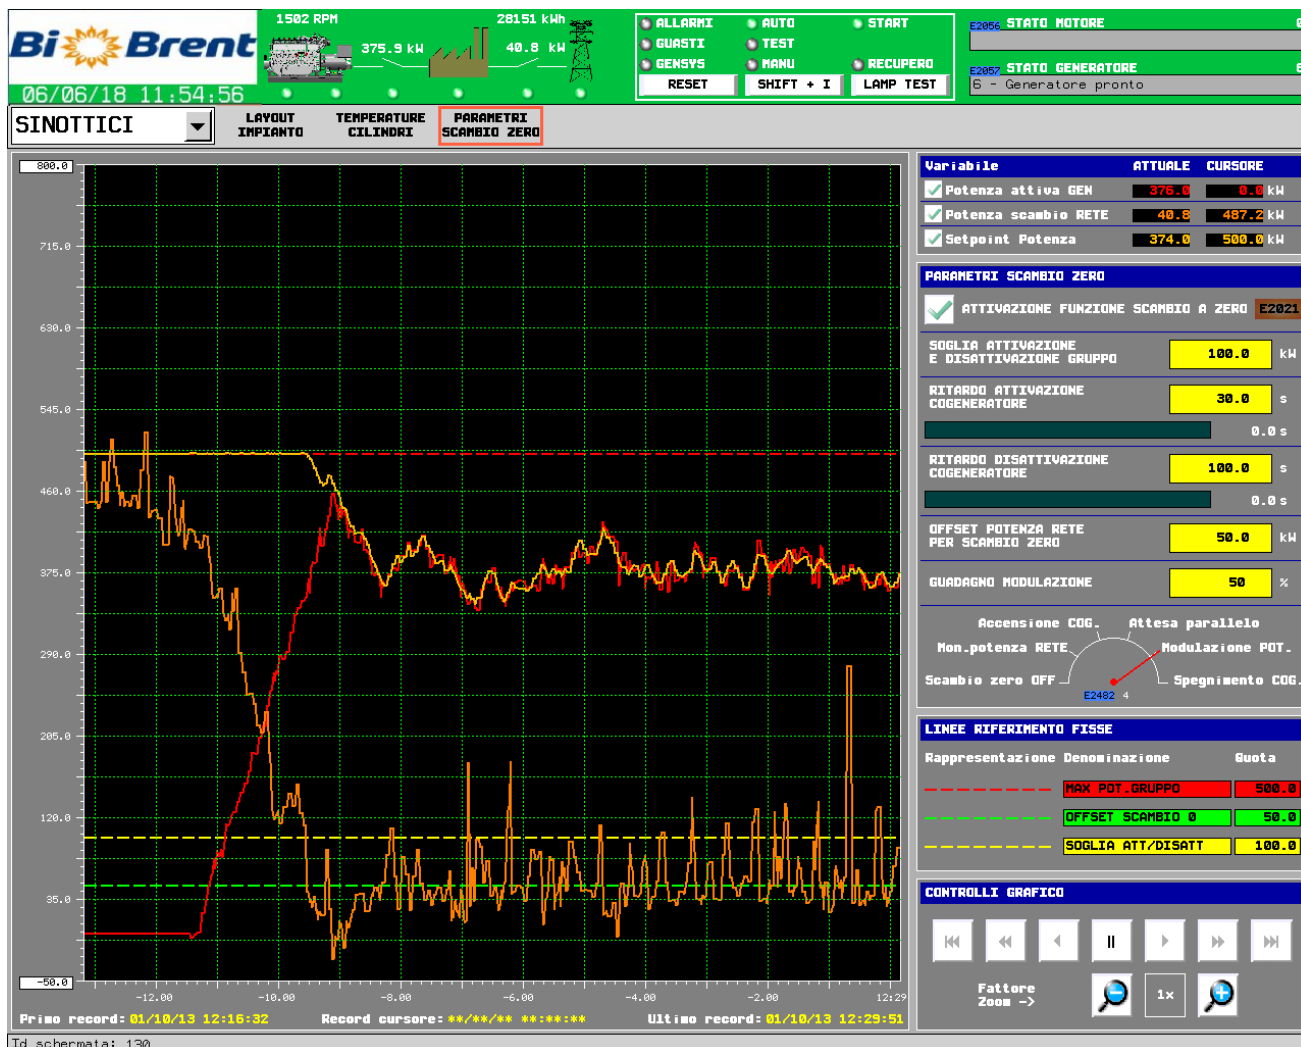 Bi Brent
06/06/18 11:54:56
1502 RPM
28151 kWh
375.9 kW
40.8 kW
ALLARMI AUTO START
GUASTI TEST
GENSYS MANU RECUPERO
RESET SHIFT + I LAMP TEST
E2056 STATO MOTORE
E2057 STATO GENERATORE
6 - Generatore pronto
SINOTTICI
LAYOUT
IMPIANTO
TEMPERATURE
CILINDRI
PARAMETRI
SCAMBIO ZERO
800.0
715.0
630.0
545.0
460.0
375.0
290.0
205.0
120.0
35.0
-50.0
-12.00 -10.00 -8.00 -6.00 -4.00 -2.00 12:29
Primo record: 01/10/13 12:16:32 Record cursore: **/**/** **:**:** Ultimo record: 01/10/13 12:29:51
Variabile ATTUALE CURSORE
Potenza attiva GEN 376.0 0.0 kW
Potenza scambio RETE 40.8 487.2 kW
Setpoint Potenza 374.0 500.0 kW
PARAMETRI SCAMBIO ZERO
ATTIVAZIONE FUNZIONE SCAMBIO A ZERO E2021
SOGLIA ATTIVAZIONE
E DISATTIVAZIONE GRUPPO 100.0 kW
RITARDO ATTIVAZIONE
COGENERATORE 30.0 s
0.0 s
RITARDO DISATTIVAZIONE
COGENERATORE 100.0 s
0.0 s
OFFSET POTENZA RETE
PER SCAMBIO ZERO 50.0 kW
GUADAGNO MODULAZIONE 50 %
Accensione COG. Attesa parallelo
Mon.potenza RETE Modulazione POT.
Scambio zero OFF Spegnimento COG.
E2482 4
LINEE RIFERIMENTO FISSE
Rappresentazione Denominazione Quota
MAX POT.GRUPPO 500.0
OFFSET SCAMBIO 0 50.0
SOGLIA ATT/DISATT 100.0
CONTROLLI GRAFICO
Fattore
Zoom -> 1x
Id schermata: 130